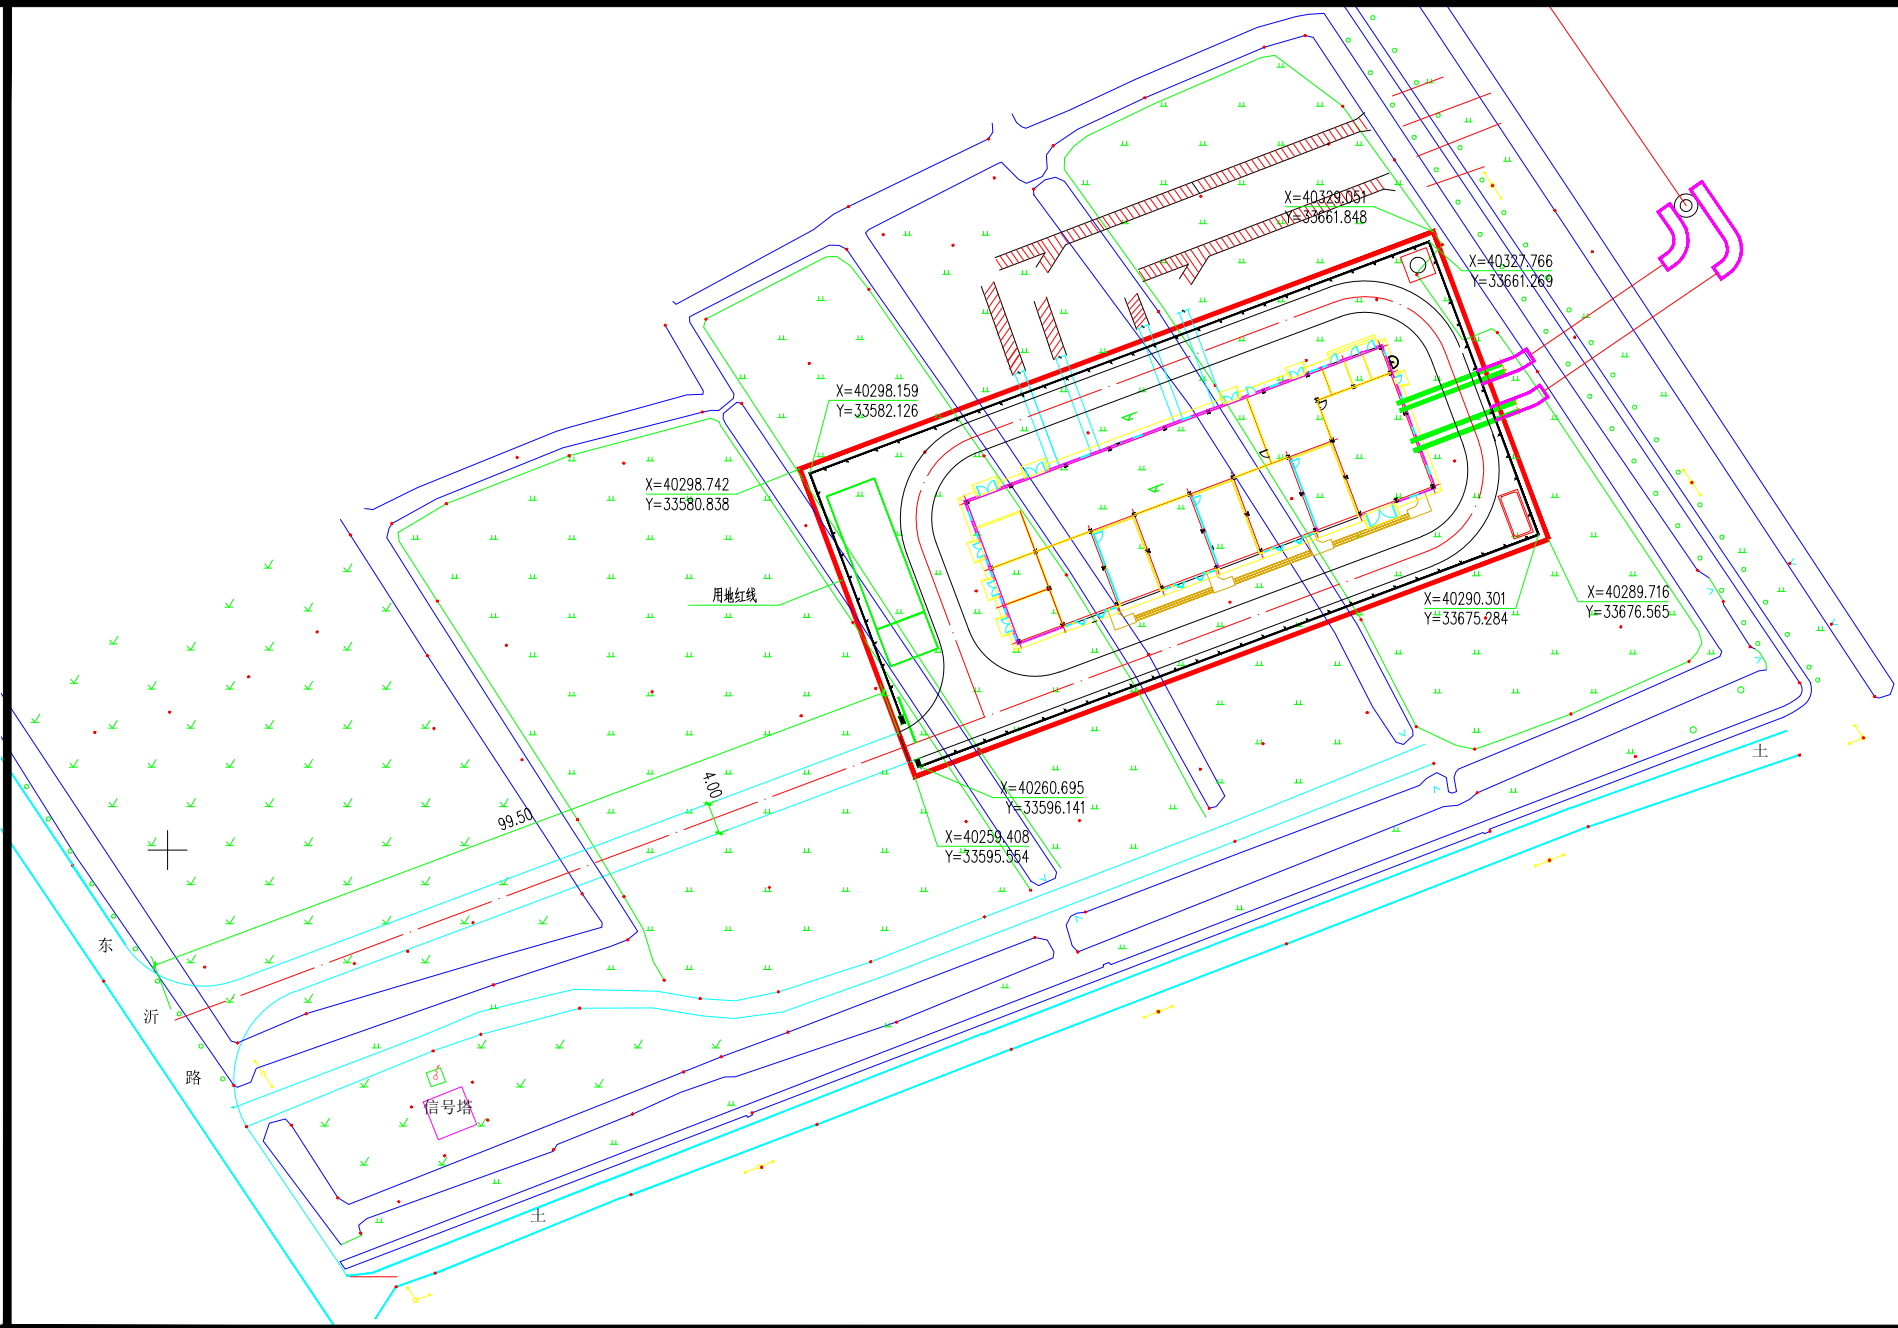 X=40329.051
Y=33661.848
X=40327.766
Y=33661.269
X=40298.159
Y=33582.126
X=40298.742
Y=33580.838
用地红线
X=40290.301
Y=33675.284
X=40289.716
Y=33676.565
土
4.00
X=40260.695
Y=33596.141
99.50
X=40259.408
Y=33595.554
东
沂
路
信号塔
土